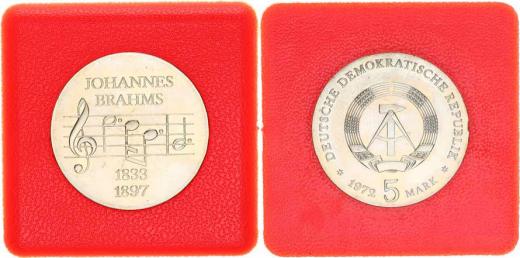 JOHANNES
BRAHMS
1833
1897
DEUTSCHE DEMOKRATISCHE REPUBLIK
* 1972 5 MARK *